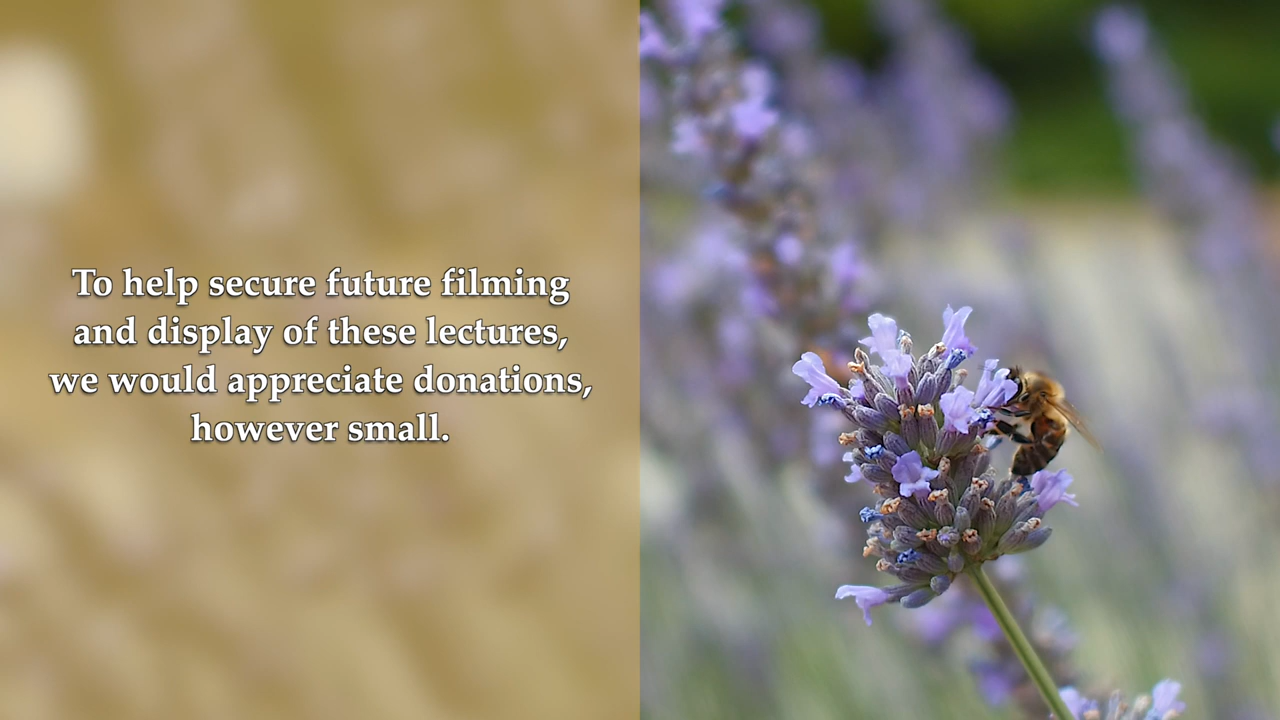 To help secure future filming
and display of these lectures,
we would appreciate donations,
however small.